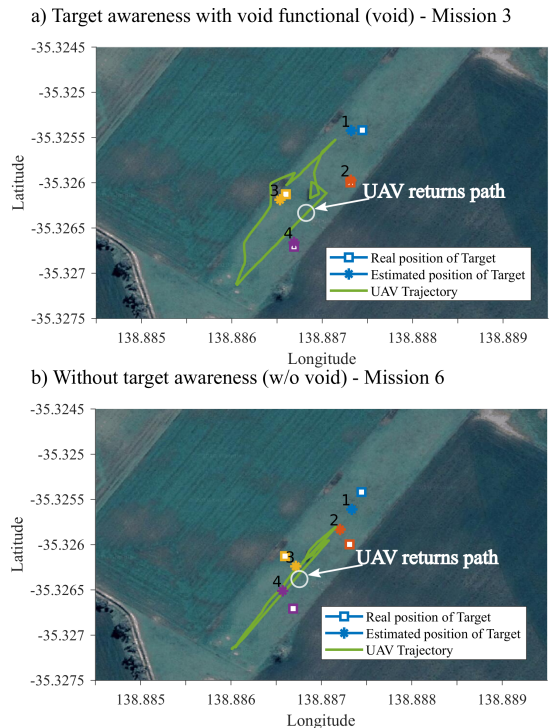 a) Target awareness with void functional (void) - Mission 3
-35.3245
-35.325
-35.3255
-35.326
-35.3265
-35.327
-35.3275
Latitude
1
2
3
4
UAV returns path
Real position of Target
Estimated position of Target
UAV Trajectory
138.885
138.886
138.887
138.888
138.889
Longitude
b) Without target awareness (w/o void) - Mission 6
-35.3245
-35.325
-35.3255
-35.326
-35.3265
-35.327
-35.3275
Latitude
1
2
3
4
UAV returns path
Real position of Target
Estimated position of Target
UAV Trajectory
138.885
138.886
138.887
138.888
138.889
Longitude